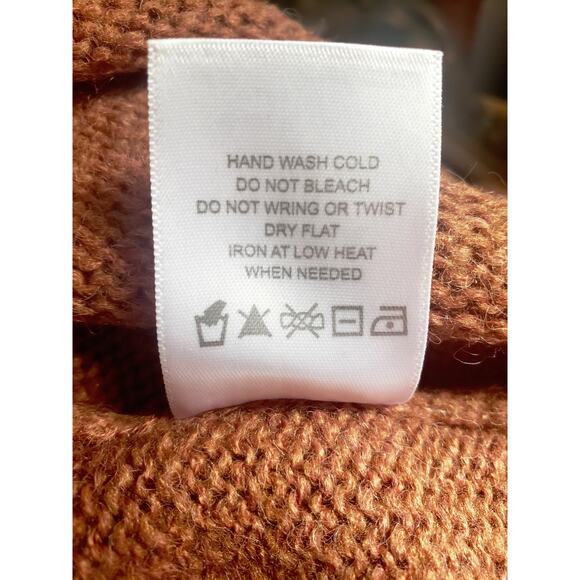 HAND WASH COLD
DO NOT BLEACH
DO NOT WRING OR TWIST
DRY FLAT
IRON AT LOW HEAT
WHEN NEEDED